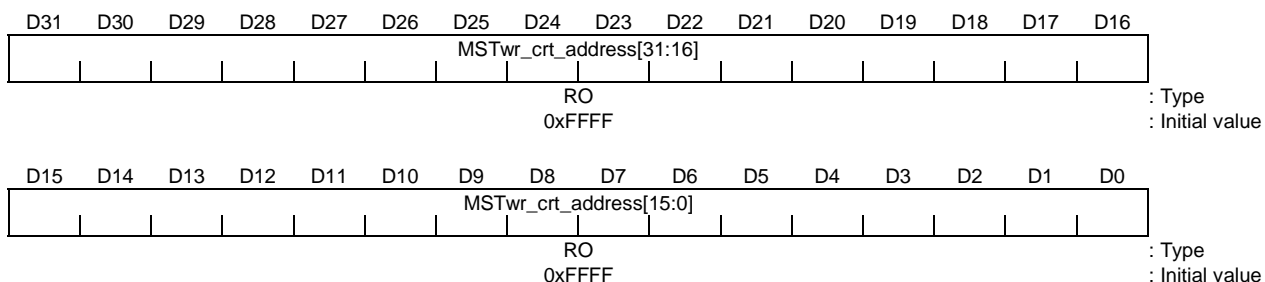 D31 D30 D29 D28 D27 D26 D25 D24 D23 D22 D21 D20 D19 D18 D17 D16
MSTwr_crt_address[31:16]
RO : Type
0xFFFF : Initial value
D15 D14 D13 D12 D11 D10 D9 D8 D7 D6 D5 D4 D3 D2 D1 D0
MSTwr_crt_address[15:0]
RO : Type
0xFFFF : Initial value